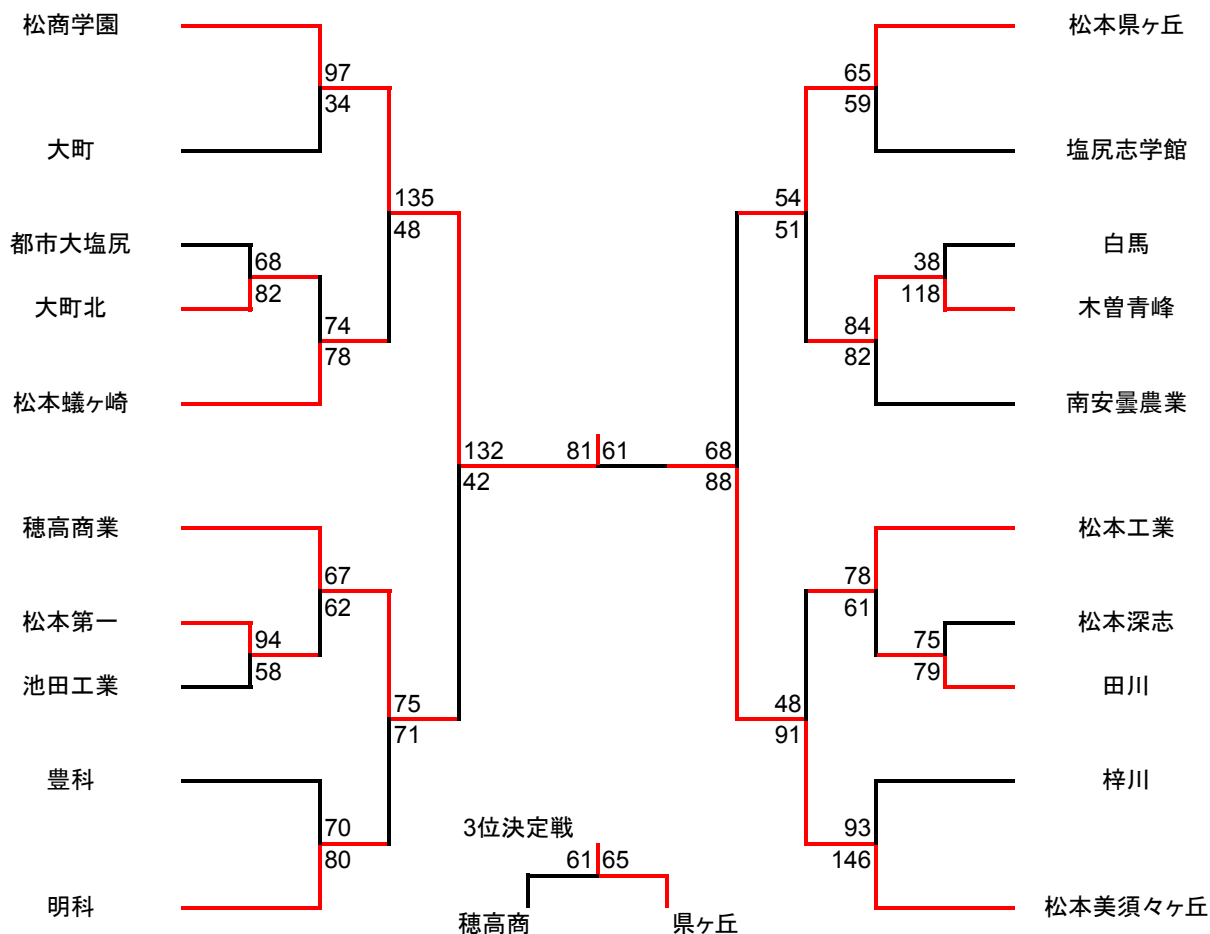 松商学園
97
34
大町
135
48
都市大塩尻
68
82
大町北
74
78
松本蟻ヶ崎
132
42
穂高商業
67
62
松本第一
94
58
池田工業
75
71
豊科
70
80
明科
81 61
3位決定戦
61 65
穂高商 県ヶ丘
松本県ヶ丘
65
59
塩尻志学館
54
51
白馬
38
118
木曽青峰
84
82
南安曇農業
68
88
松本工業
78
61
松本深志
75
79
田川
48
91
梓川
93
146
松本美須々ヶ丘